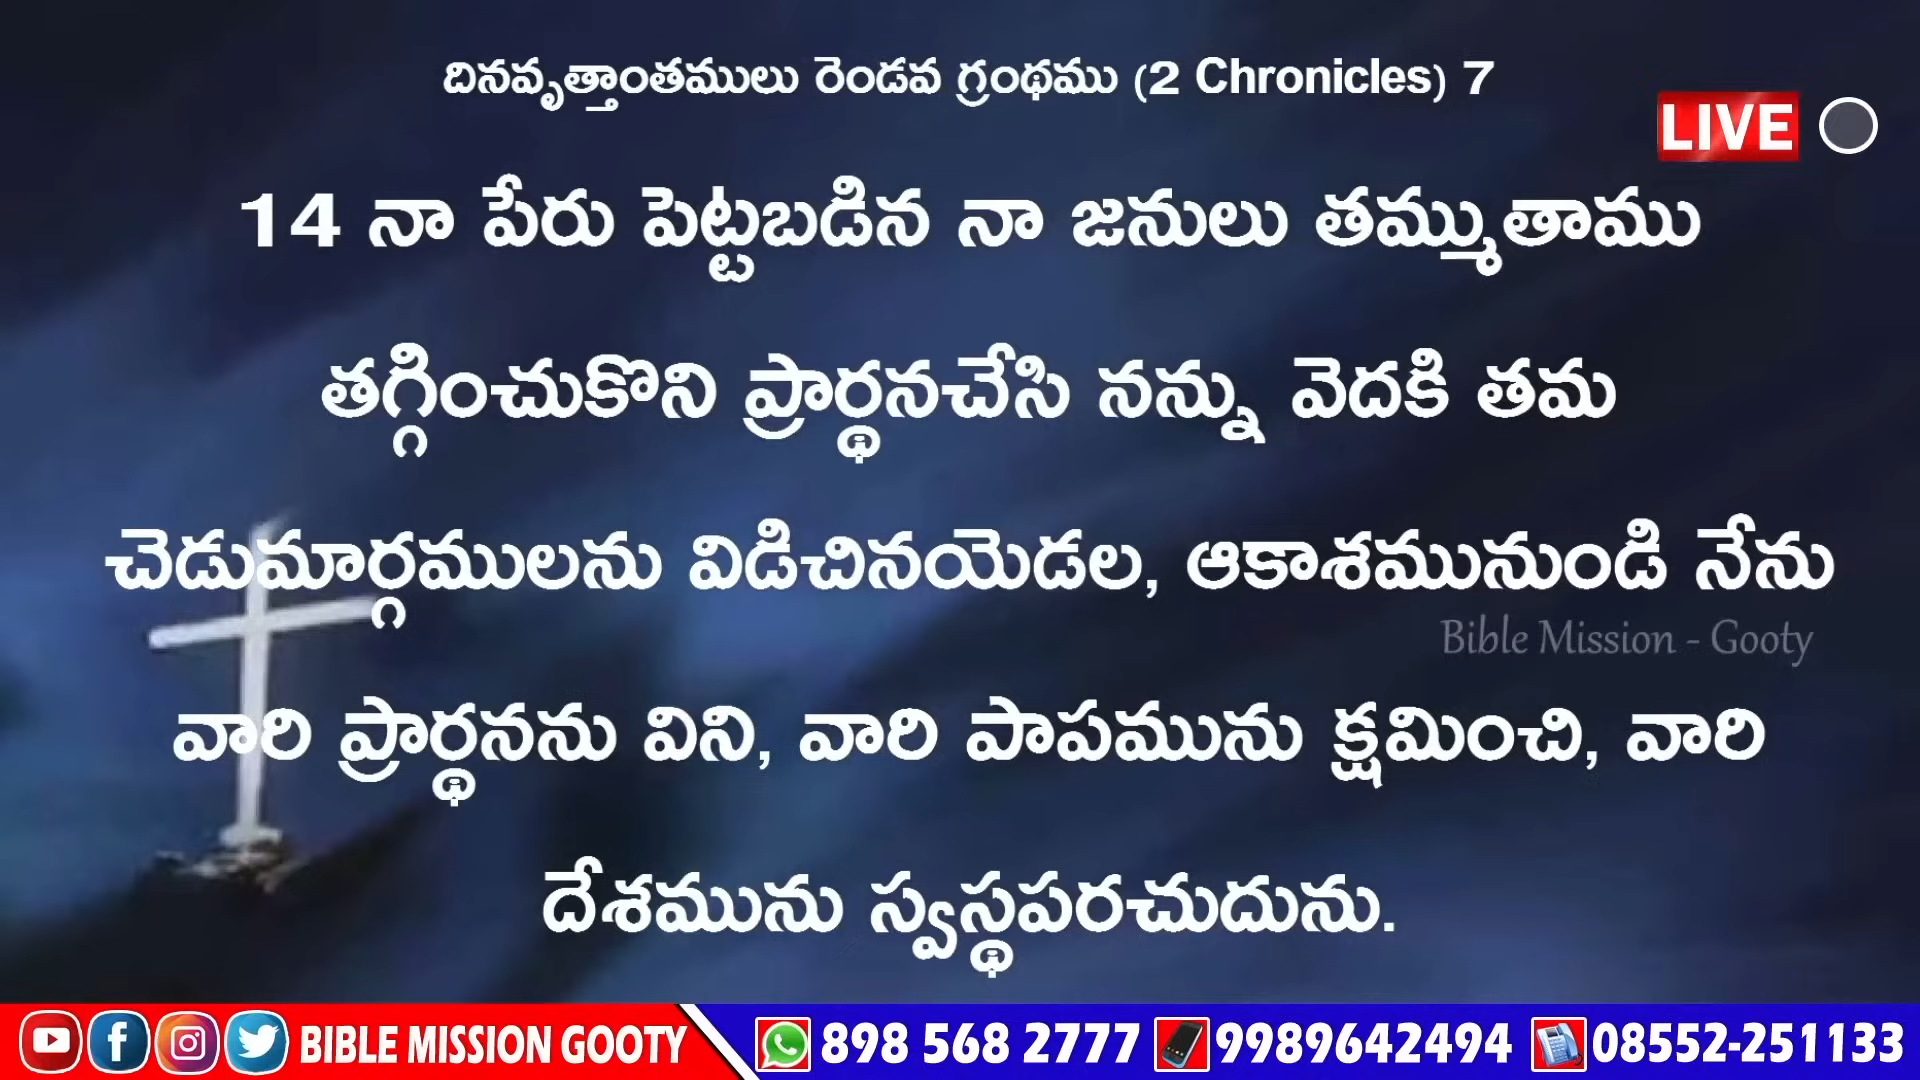 దినవృత్తాంతములు రెండవ గ్రంథము (2 Chronicles) 7
LIVE
14 నా పేరు పెట్టబడిన నా జనులు తమ్ముతాము
తగ్గించుకొని ప్రార్థనచేసి నన్ను వెదకి తమ
చెడుమార్గములను విడిచినయెడల, ఆకాశమునుండి నేను
Bible Mission - Gooty
వారి ప్రార్థనను విని, వారి పాపమును క్షమించి, వారి
దేశమును స్వస్థపరచుదును.
BIBLE MISSION GOOTY 898 568 2777 9989642494 08552-251133